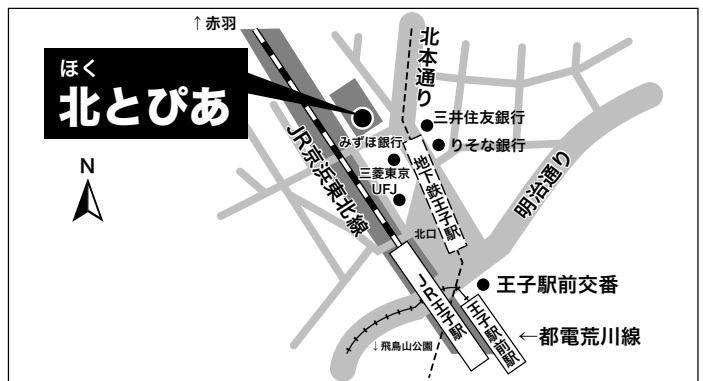 ↑赤羽
ほく
北とぴあ
北本通り
三井住友銀行
りそな銀行
みずほ銀行
三菱東京
UFJ
地下鉄王子駅
JR京浜東北線
明治通り
N
北口
JR王子駅
王子駅前交番
王子駅前駅
←都電荒川線
↓飛鳥山公園